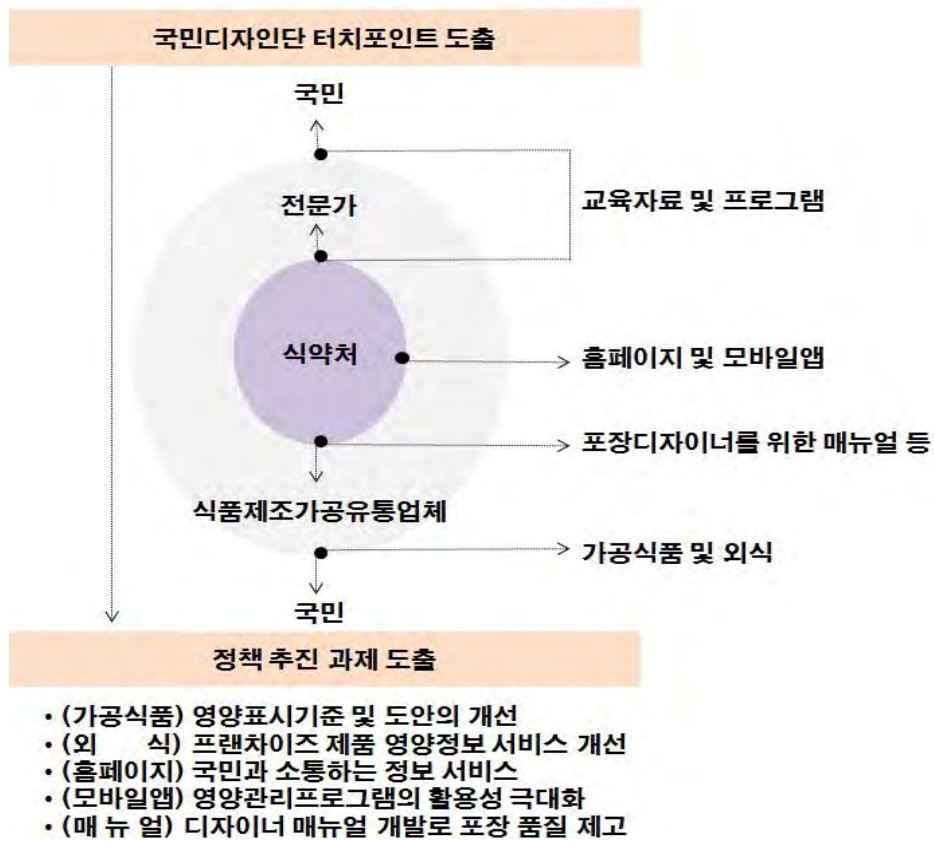 국민디자인단 터치포인트 도출
국민
전문가
교육자료 및 프로그램
식약처
홈페이지 및 모바일앱
포장디자이너를 위한 매뉴얼 등
식품제조가공유통업체
가공식품 및 외식
국민
정책 추진 과제 도출
• (가공식품) 영양표시기준 및 도안의 개선
• (외 식) 프랜차이즈 제품 영양정보 서비스 개선
• (홈페이지) 국민과 소통하는 정보 서비스
• (모바일앱) 영양관리프로그램의 활용성 극대화
• (매 뉴 얼) 디자이너 매뉴얼 개발로 포장 품질 제고